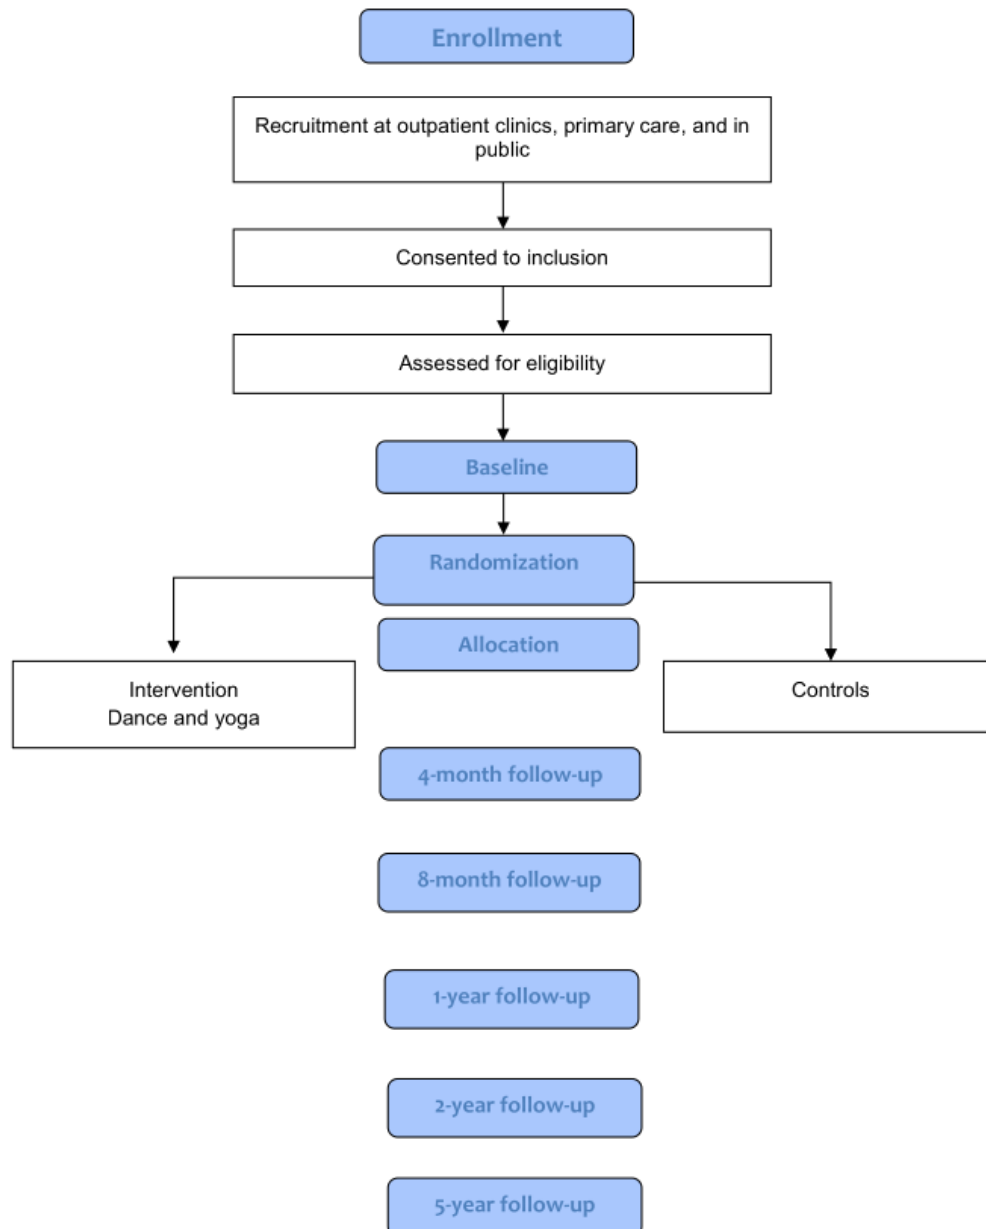 Enrollment
Recruitment at outpatient clinics, primary care, and in
public
Consented to inclusion
Assessed for eligibility
Baseline
Randomization
Allocation
Intervention
Dance and yoga
Controls
4-month follow-up
8-month follow-up
1-year follow-up
2-year follow-up
5-year follow-up